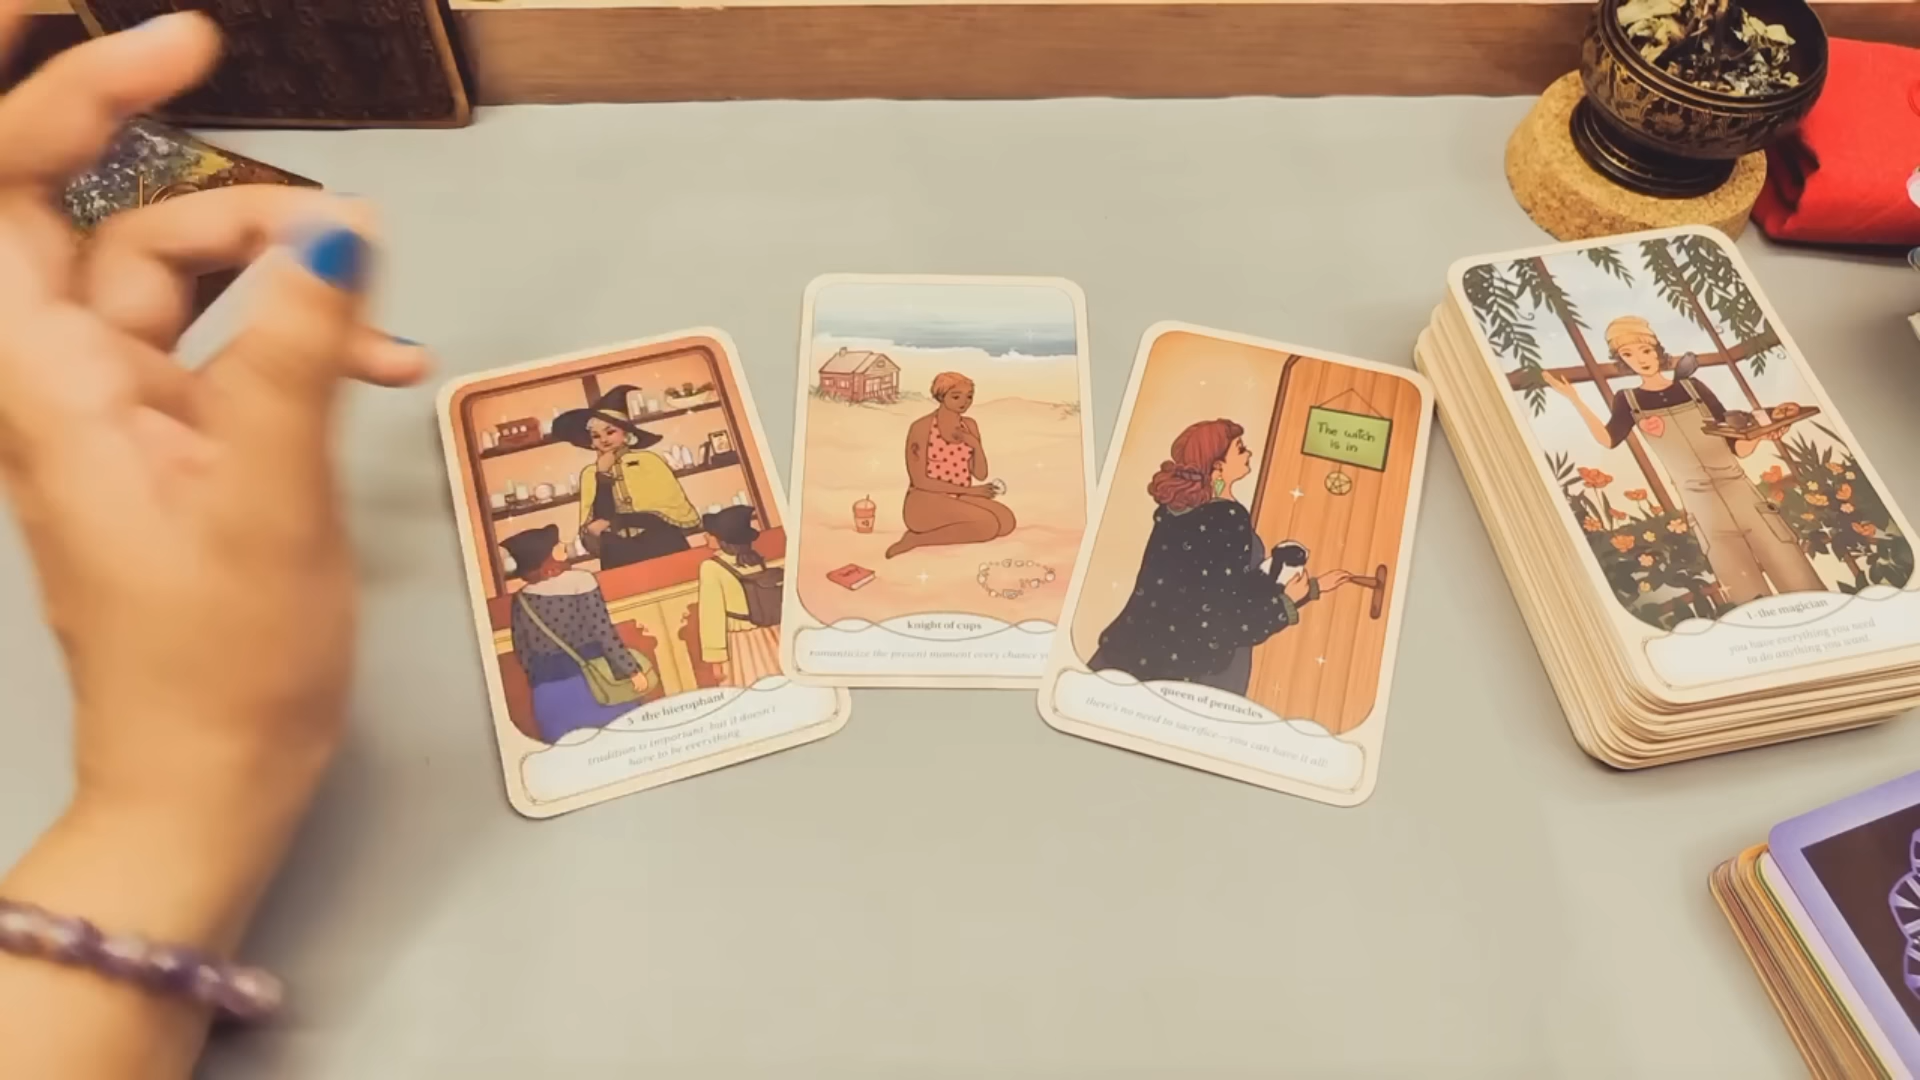 5 · the hierophant
tradition is important, but it doesn't
have to be everything.
knight of cups
romanticize the present moment every chance
The witch
is in
queen of pentacles
there's no need to sacrifice—you can have it all!
1 · the magician
you have everything you need
to do anything you want.